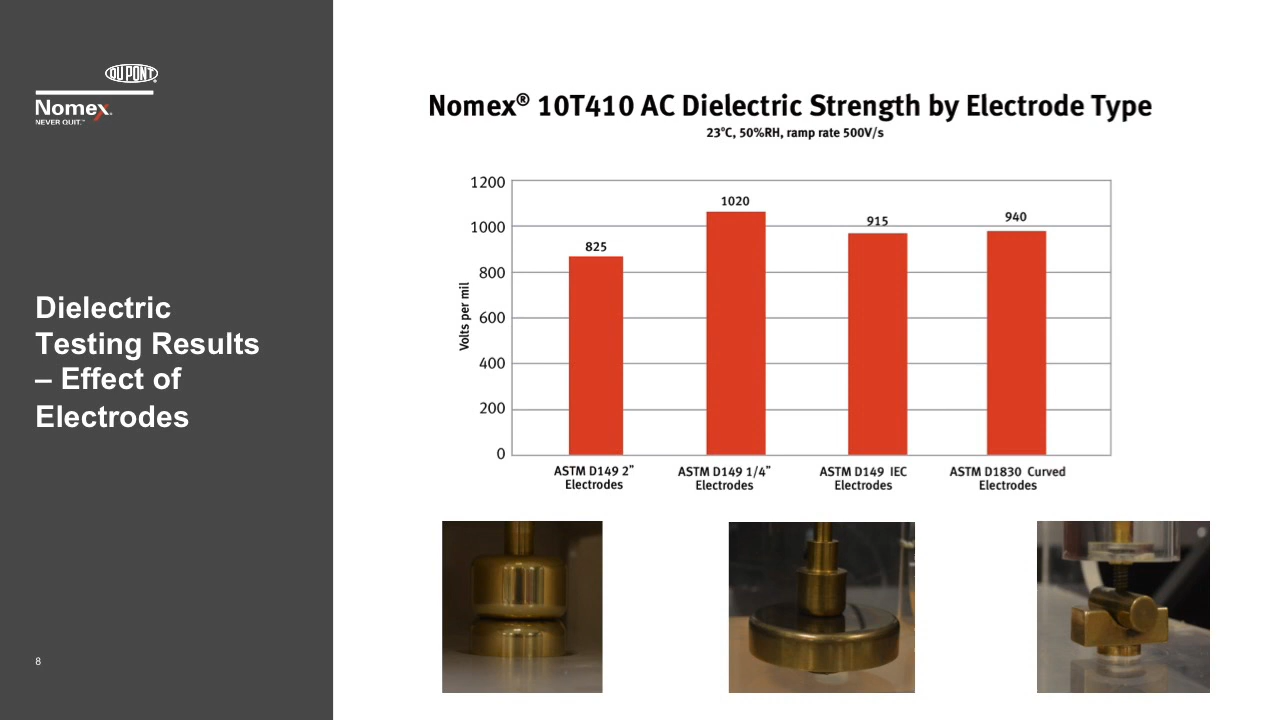 DUPONT®
Nomex®
NEVER QUIT.™
Dielectric
Testing Results
– Effect of
Electrodes
8
Nomex® 10T410 AC Dielectric Strength by Electrode Type
23°C, 50%RH, ramp rate 500V/s
Volts per mil
1200
1000
800
600
400
200
0
825
1020
915
940
ASTM D149 2”
Electrodes
ASTM D149 1/4”
Electrodes
ASTM D149  IEC
Electrodes
ASTM D1830  Curved
Electrodes